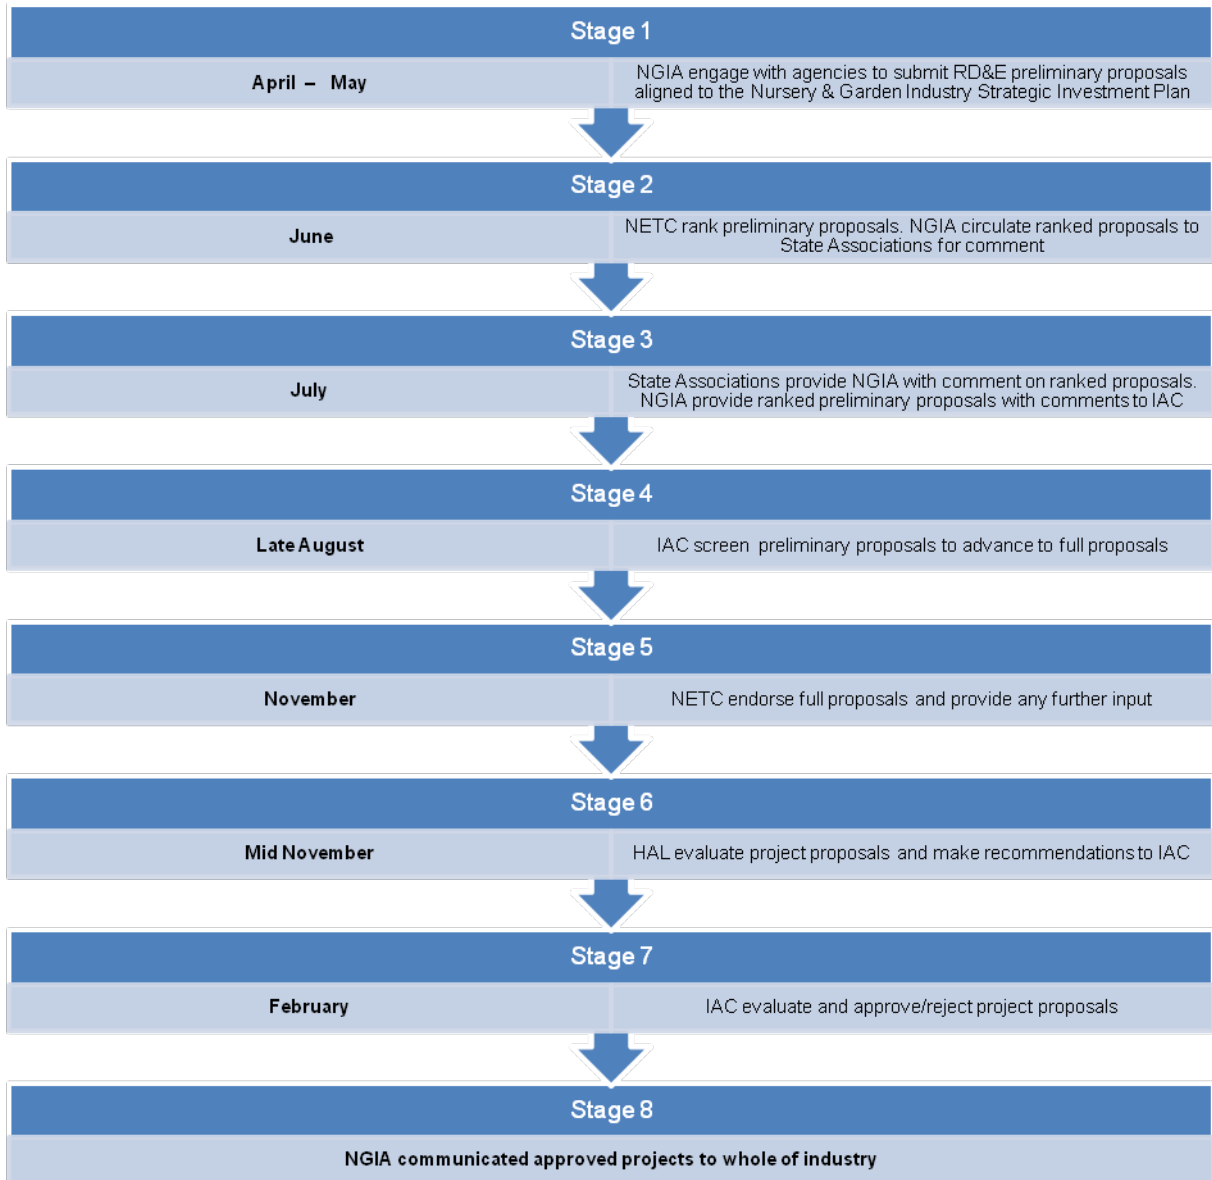 Stage 1
April – May
NGIA engage with agencies to submit RD&E preliminary proposals
aligned to the Nursery & Garden Industry Strategic Investment Plan
Stage 2
June
NETC rank preliminary proposals. NGIA circulate ranked proposals to
State Associations for comment
Stage 3
July
State Associations provide NGIA with comment on ranked proposals.
NGIA provide ranked preliminary proposals with comments to IAC
Stage 4
Late August
IAC screen preliminary proposals to advance to full proposals
Stage 5
November
NETC endorse full proposals and provide any further input
Stage 6
Mid November
HAL evaluate project proposals and make recommendations to IAC
Stage 7
February
IAC evaluate and approve/reject project proposals
Stage 8
NGIA communicated approved projects to whole of industry